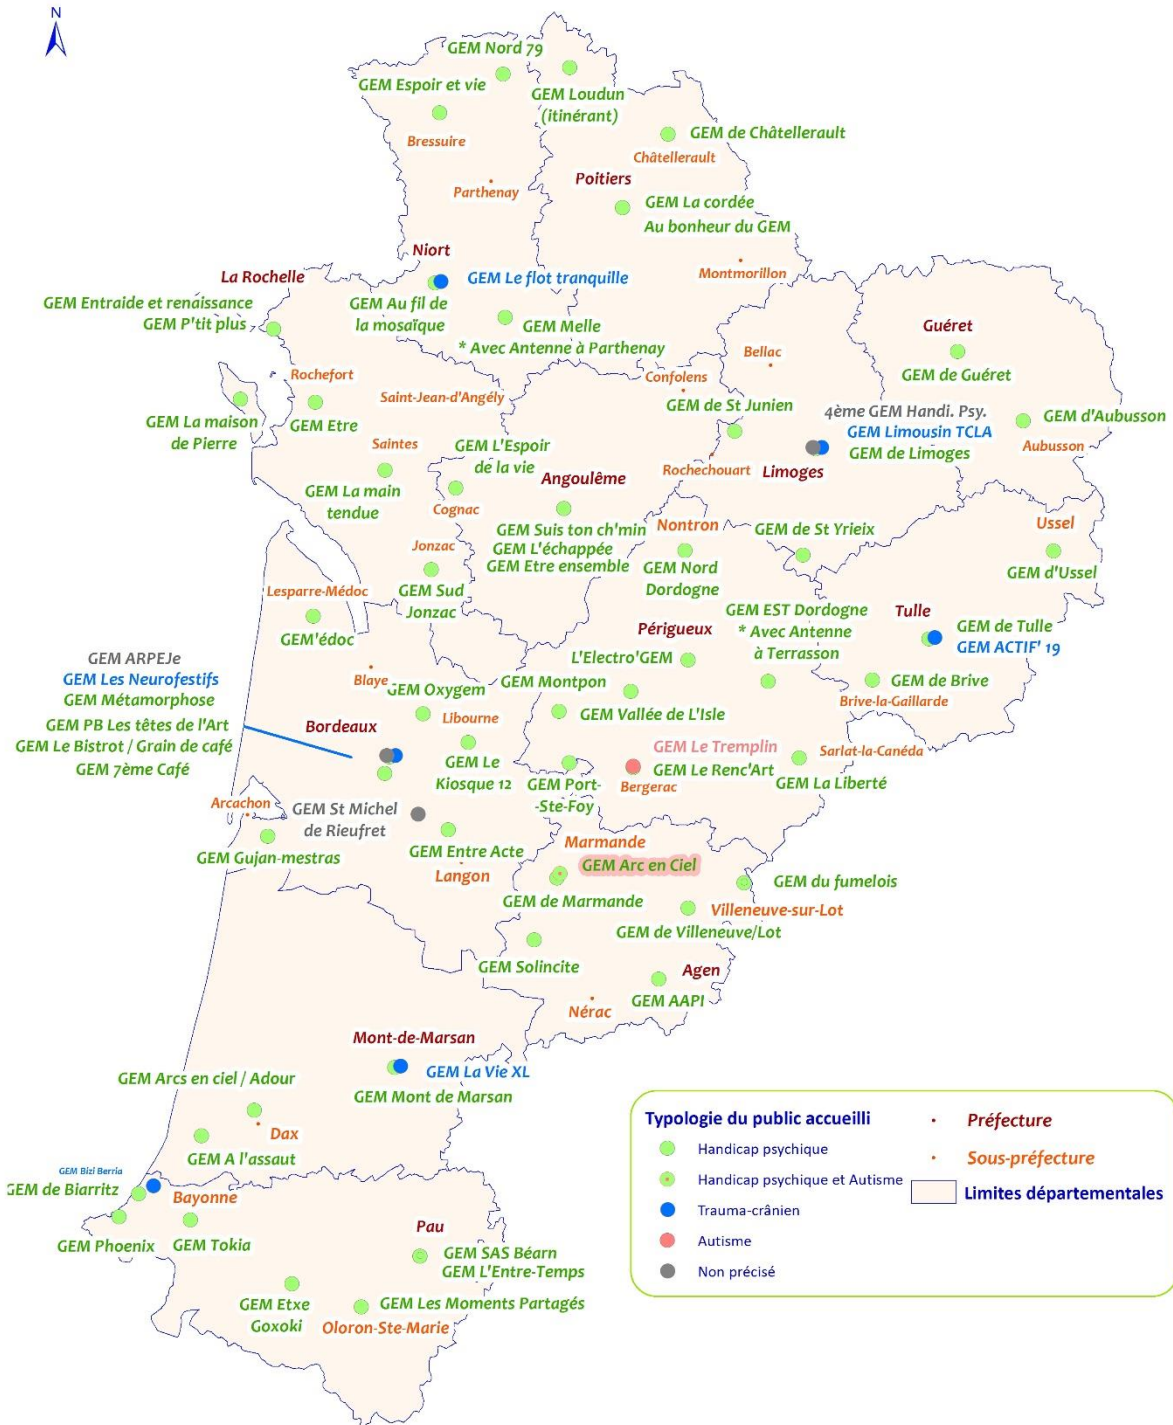 N
GEM Nord 79
GEM Espoir et vie
GEM Loudun
(itinérant)
GEM de Châtellerault
Bressuire
Châtellerault
Parthenay
Poitiers
GEM La cordée
Au bonheur du GEM
Niort
Montmorillon
La Rochelle
GEM Le flot tranquille
GEM Entraide et renaissance
GEM P'tit plus
GEM Au fil de
la mosaïque
GEM Melle
* Avec Antenne à Parthenay
Guéret
Bellac
GEM de Guéret
Rochefort
Confolens
Saint-Jean-d'Angély
GEM de St Junien
4ème GEM Handi. Psy.
GEM Limousin TCLA
GEM de Limoges
GEM d'Aubusson
Aubusson
GEM La maison
de Pierre
GEM Etre
Saintes
GEM L'Espoir
de la vie
Rochechouart
Limoges
Angoulême
GEM La main
tendue
Cognac
GEM Suis ton ch'min
GEM L'échappée
GEM Etre ensemble
Nontron
GEM de St Yrieix
Ussel
GEM d'Ussel
Jonzac
GEM Sud
Jonzac
GEM Nord
Dordogne
Lesparre-Médoc
GEM'édoc
GEM EST Dordogne
* Avec Antenne
à Terrasson
Tulle
GEM de Tulle
GEM ACTIF' 19
Périgueux
L'Electro'GEM
GEM ARPEJe
GEM Les Neurofestifs
GEM Métamorphose
GEM PB Les têtes de l'Art
GEM Le Bistrot / Grain de café
GEM 7ème Café
Blaye
GEM Oxygem
GEM Montpon
GEM Vallée de L'Isle
GEM de Brive
Brive-la-Gaillarde
Bordeaux
Libourne
GEM Le
Kiosque 12
GEM Le Tremplin
GEM Le Renc'Art
Bergerac
Sarlat-la-Canéda
GEM La Liberté
GEM Port-
-Ste-Foy
Arcachon
GEM St Michel
de Rieufret
GEM Gujan-mestras
GEM Entre Acte
Langon
Marmande
GEM Arc en Ciel
GEM de Marmande
GEM du fumelois
Villeneuve-sur-Lot
GEM de Villeneuve/Lot
GEM Solincite
Agen
GEM AAPI
Nérac
Mont-de-Marsan
GEM La Vie XL
GEM Mont de Marsan
GEM Arcs en ciel / Adour
Dax
GEM A l'assaut
GEM Bizi Berria
GEM de Biarritz
Bayonne
GEM Phoenix
GEM Tokia
Pau
GEM SAS Béarn
GEM L'Entre-Temps
GEM Etxe
Goxoki
GEM Les Moments Partagés
Oloron-Ste-Marie
Typologie du public accueilli
Handicap psychique
Handicap psychique et Autisme
Trauma-crânien
Autisme
Non précisé
Préfecture
Sous-préfecture
Limites départementales